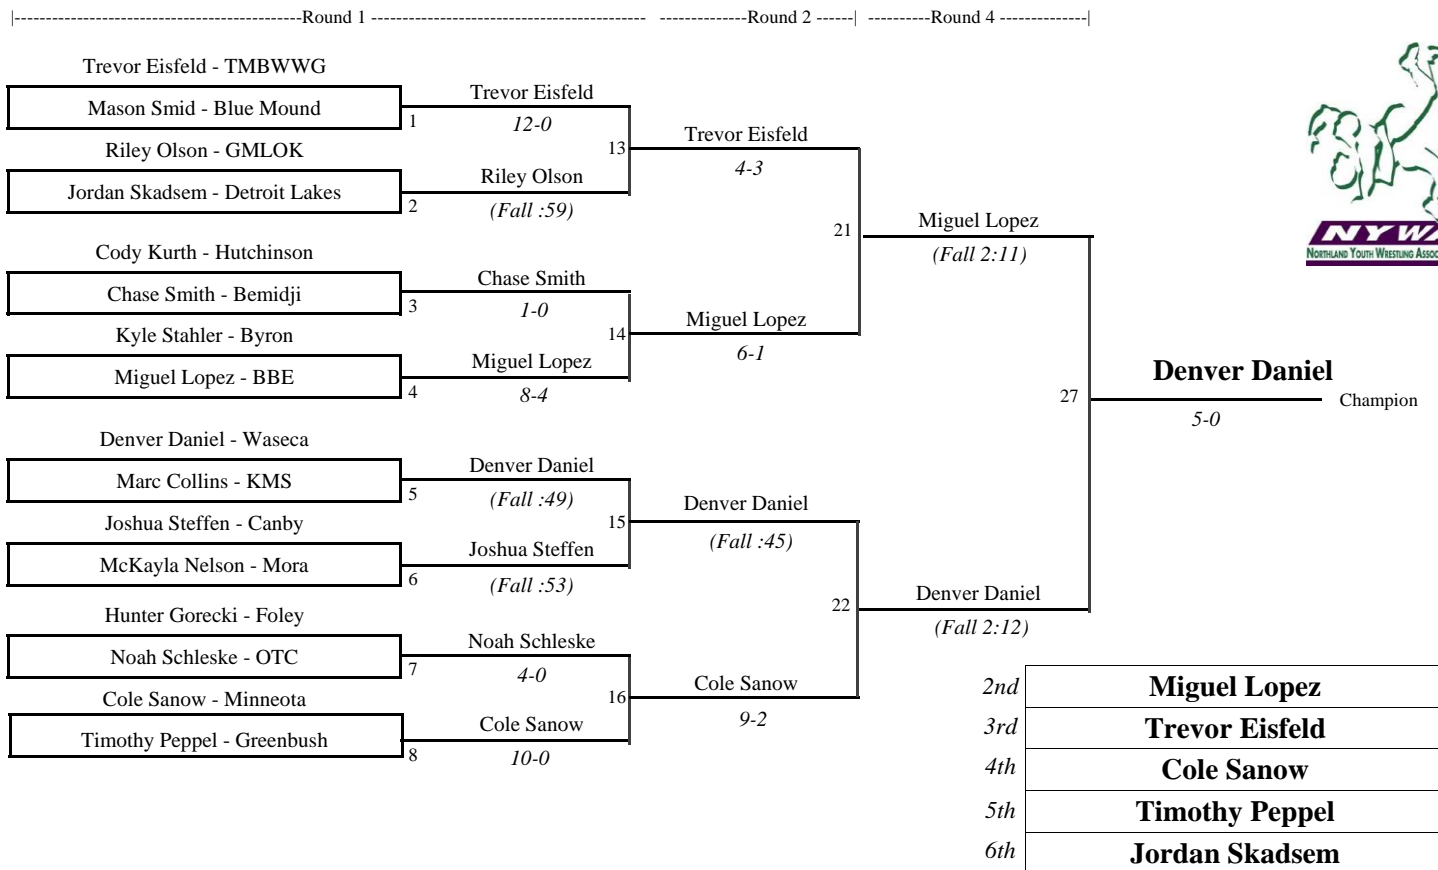 |----------------------------------------------Round 1 --------------------------------------------- --------------Round 2 ------| ----------Round 4 --------------|
Trevor Eisfeld - TMBWWG
Mason Smid - Blue Mound
1
Trevor Eisfeld
12-0
Riley Olson - GMLOK
Jordan Skadsem - Detroit Lakes
2
Riley Olson
(Fall :59)
13
Trevor Eisfeld
4-3
Cody Kurth - Hutchinson
Chase Smith - Bemidji
3
Chase Smith
1-0
Kyle Stahler - Byron
Miguel Lopez - BBE
4
Miguel Lopez
8-4
14
Miguel Lopez
6-1
21
Miguel Lopez
(Fall 2:11)
Denver Daniel - Waseca
Marc Collins - KMS
5
Denver Daniel
(Fall :49)
Joshua Steffen - Canby
McKayla Nelson - Mora
6
Joshua Steffen
(Fall :53)
15
Denver Daniel
(Fall :45)
Hunter Gorecki - Foley
Noah Schleske - OTC
7
Noah Schleske
4-0
Cole Sanow - Minneota
Timothy Peppel - Greenbush
8
Cole Sanow
10-0
16
Cole Sanow
9-2
22
Denver Daniel
(Fall 2:12)
27
Denver Daniel
Champion
5-0
NYWA
Northland Youth Wrestling
2nd Miguel Lopez
3rd Trevor Eisfeld
4th Cole Sanow
5th Timothy Peppel
6th Jordan Skadsem